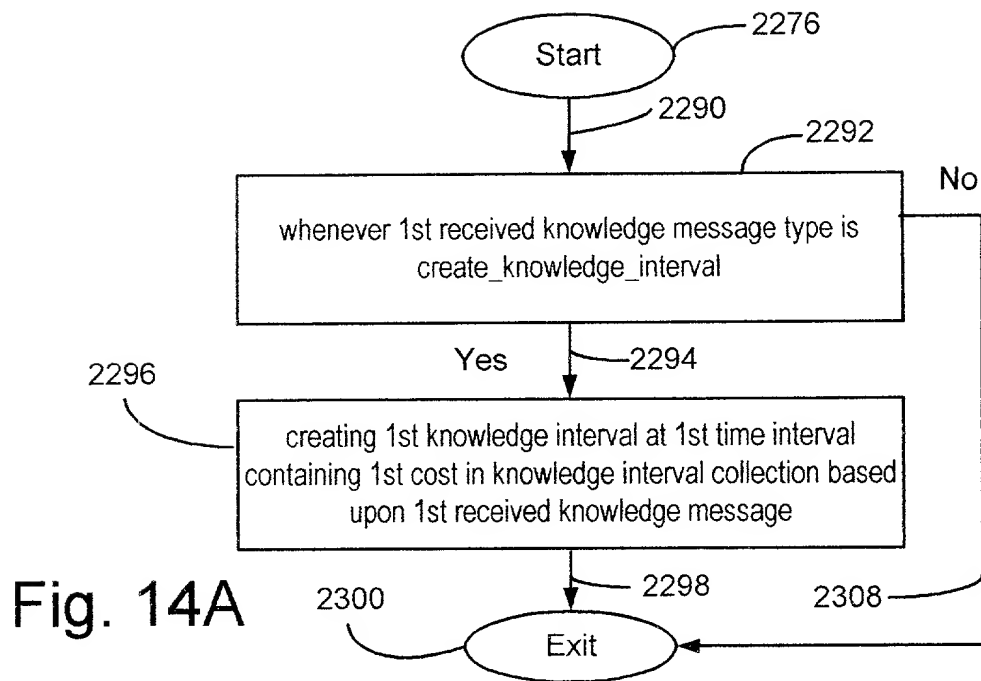 Start
2276
2290
2292
No
whenever 1st received knowledge message type is
create_knowledge_interval
Yes
2294
2296
creating 1st knowledge interval at 1st time interval
containing 1st cost in knowledge interval collection based
upon 1st received knowledge message
2298
2308
Fig. 14A
2300
Exit